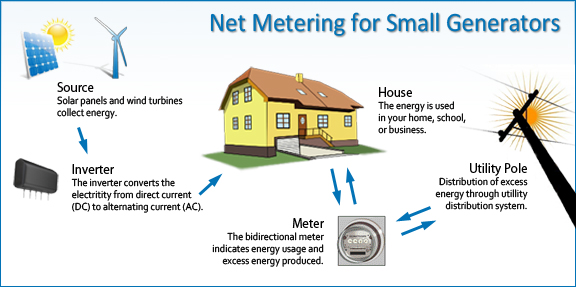 Net Metering for Small Generators
Source
Solar panels and wind turbines
collect energy.
House
The energy is used
in your home, school,
or business.
Inverter
The inverter converts the
electritity from direct current
(DC) to alternating current (AC).
Utility Pole
Distribution of excess
energy through utillity
distribution system.
Meter
The bidirectional meter
indicates energy usage and
excess energy produced.